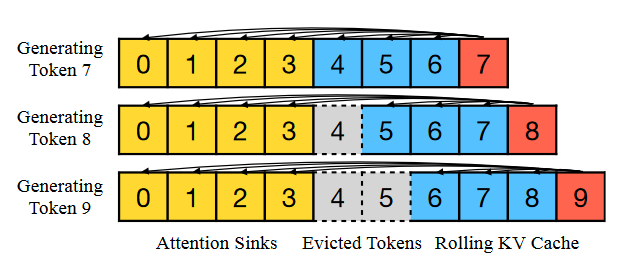 Generating
Token 7
0 1 2 3 4 5 6 7
Generating
Token 8
0 1 2 3 4 5 6 7 8
Generating
Token 9
0 1 2 3 4 5 6 7 8 9
Attention Sinks Evicted Tokens Rolling KV Cache